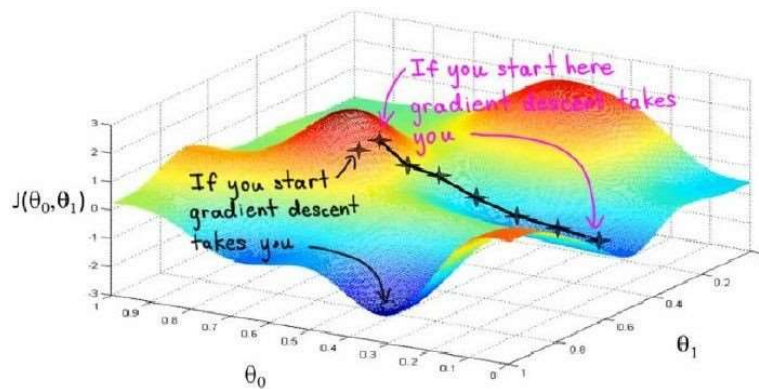 If you start here
gradient descent takes
you
If you start
gradient descent
takes you
J(θ₀,θ₁)
3
2
1
0
-1
-2
-3
1
0.9
0.8
0.7
0.6
0.5
0.4
0.3
0.2
0.1
0
θ₀
1
0.8
0.6
0.4
0.2
θ₁